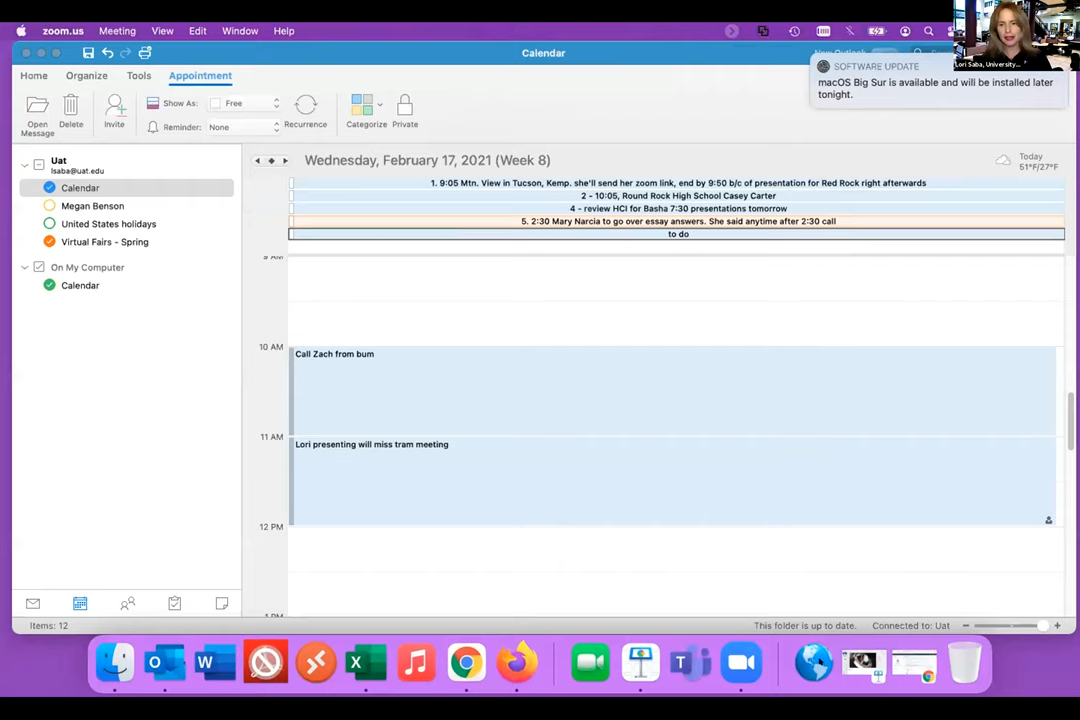 zoom.us Meeting View Edit Window Help
Calendar
Lori Saba, University...
SOFTWARE UPDATE
macOS Big Sur is available and will be installed later
tonight.
Home Organize Tools Appointment
Open
Message
Delete
Invite
Show As: Free
Reminder: None
Recurrence
Categorize
Private
Uat
lsaba@uat.edu
Calendar
Megan Benson
United States holidays
Virtual Fairs - Spring
On My Computer
Calendar
Wednesday, February 17, 2021 (Week 8)
Today
51°F/27°F
1. 9:05 Mtn. View in Tucson, Kemp. she'll send her zoom link, end by 9:50 b/c of presentation for Red Rock right afterwards
2 - 10:05, Round Rock High School Casey Carter
4 - review HCI for Basha 7:30 presentations tomorrow
5. 2:30 Mary Narcia to go over essay answers. She said anytime after 2:30 call
to do
9 AM
10 AM
Call Zach from bum
11 AM
Lori presenting will miss tram meeting
12 PM
1 PM
Items: 12
This folder is up to date. Connected to: Uat